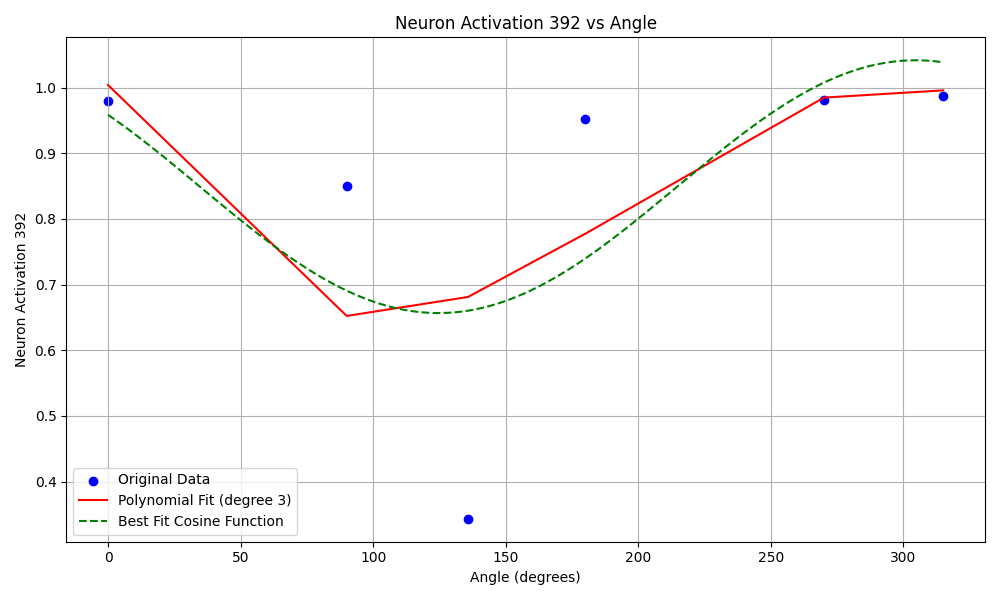 Neuron Activation 392 vs Angle
Neuron Activation 392
1.0
0.9
0.8
0.7
0.6
0.5
0.4
Original Data
Polynomial Fit (degree 3)
Best Fit Cosine Function
0 50 100 150 200 250 300
Angle (degrees)